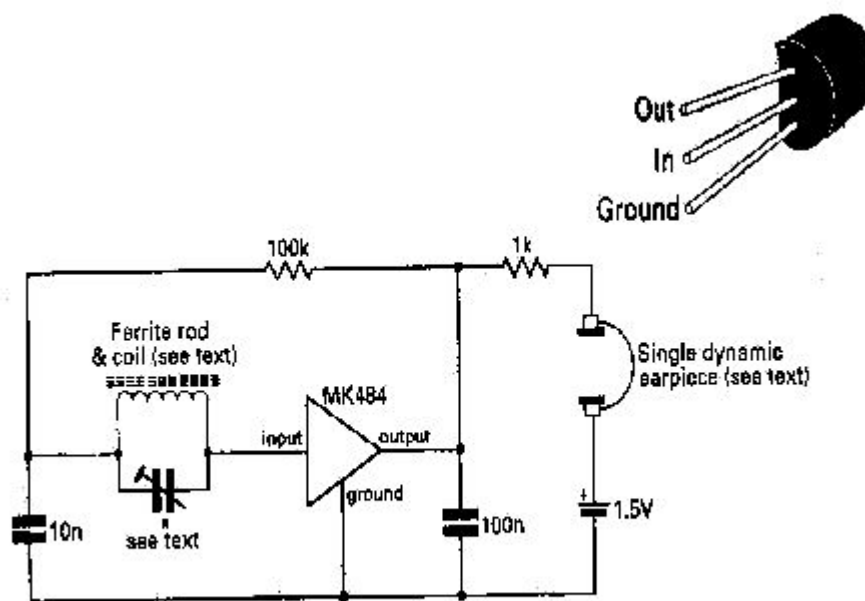 Out
In
Ground
100k
1k
Ferrite rod
& coil (see text)
MK484
input
output
ground
Single dynamic
earpiece (see text)
10n
see text
100n
+
1.5V